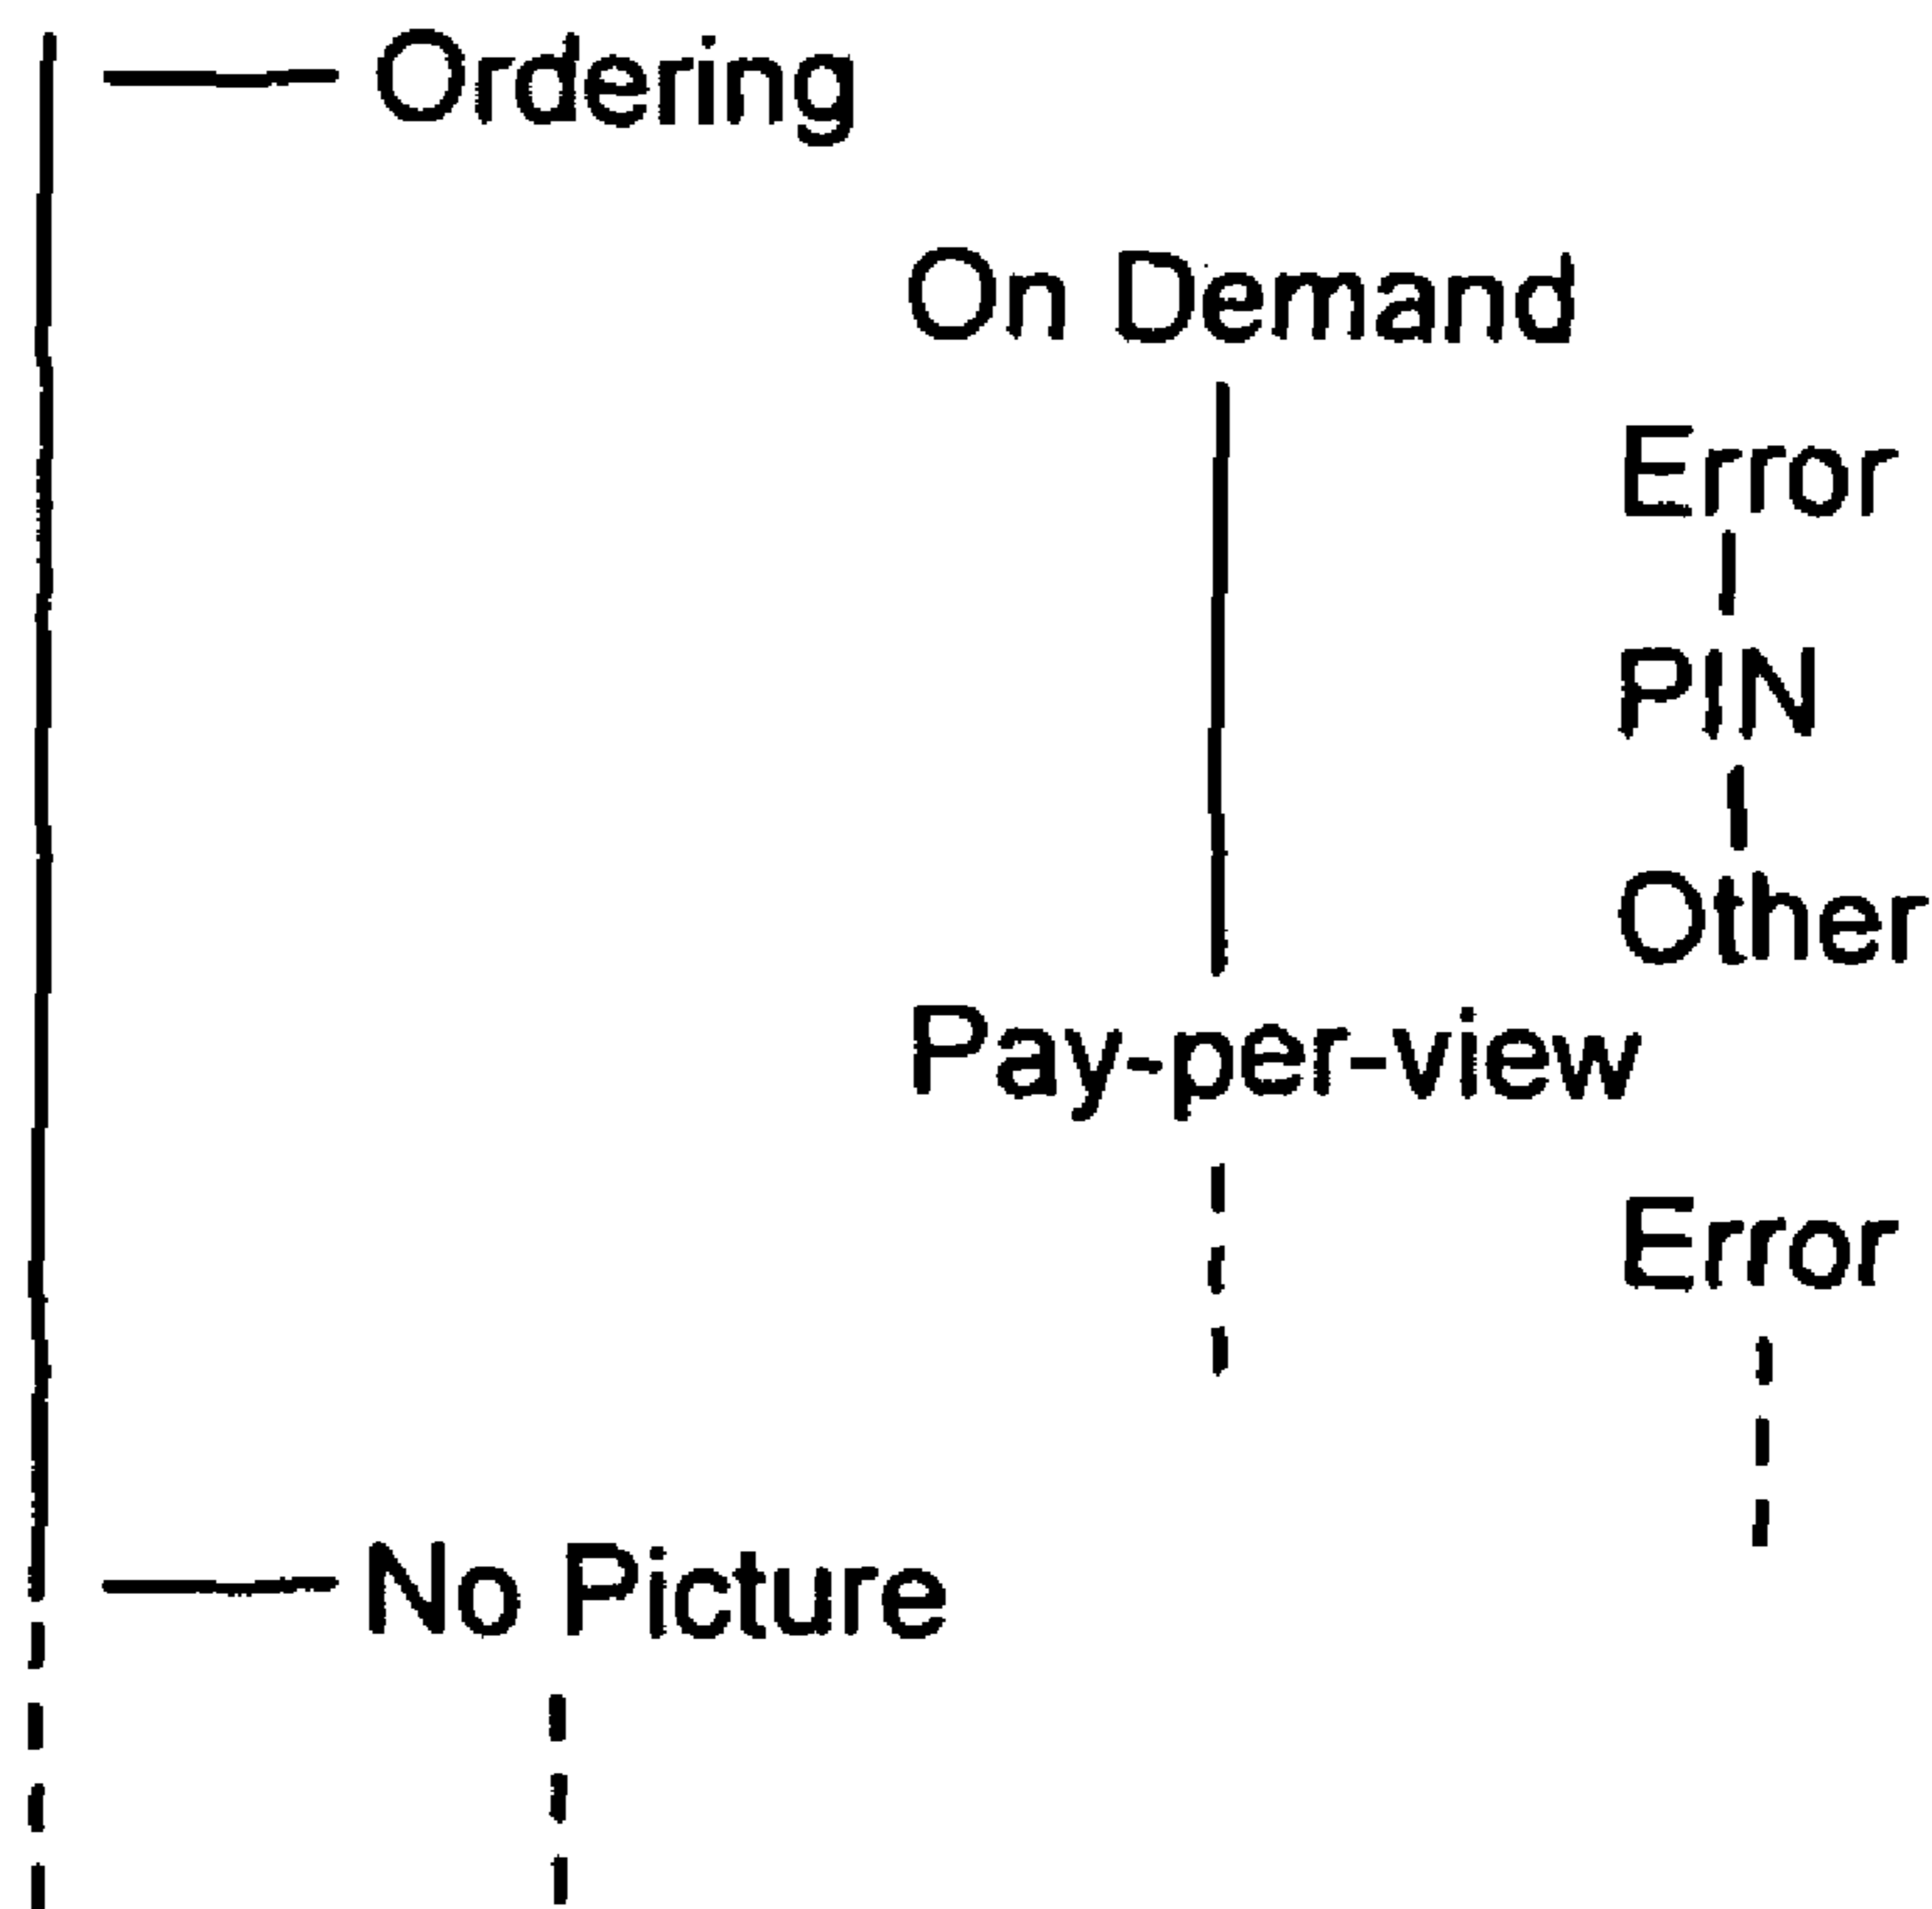 Ordering
On Demand
Error
PIN
Other
Pay-per-view
Error
No Picture